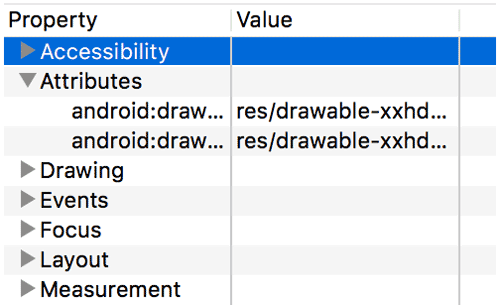 Property Value
Accessibility
Attributes
android:draw... res/drawable-xxhd...
android:draw... res/drawable-xxhd...
Drawing
Events
Focus
Layout
Measurement